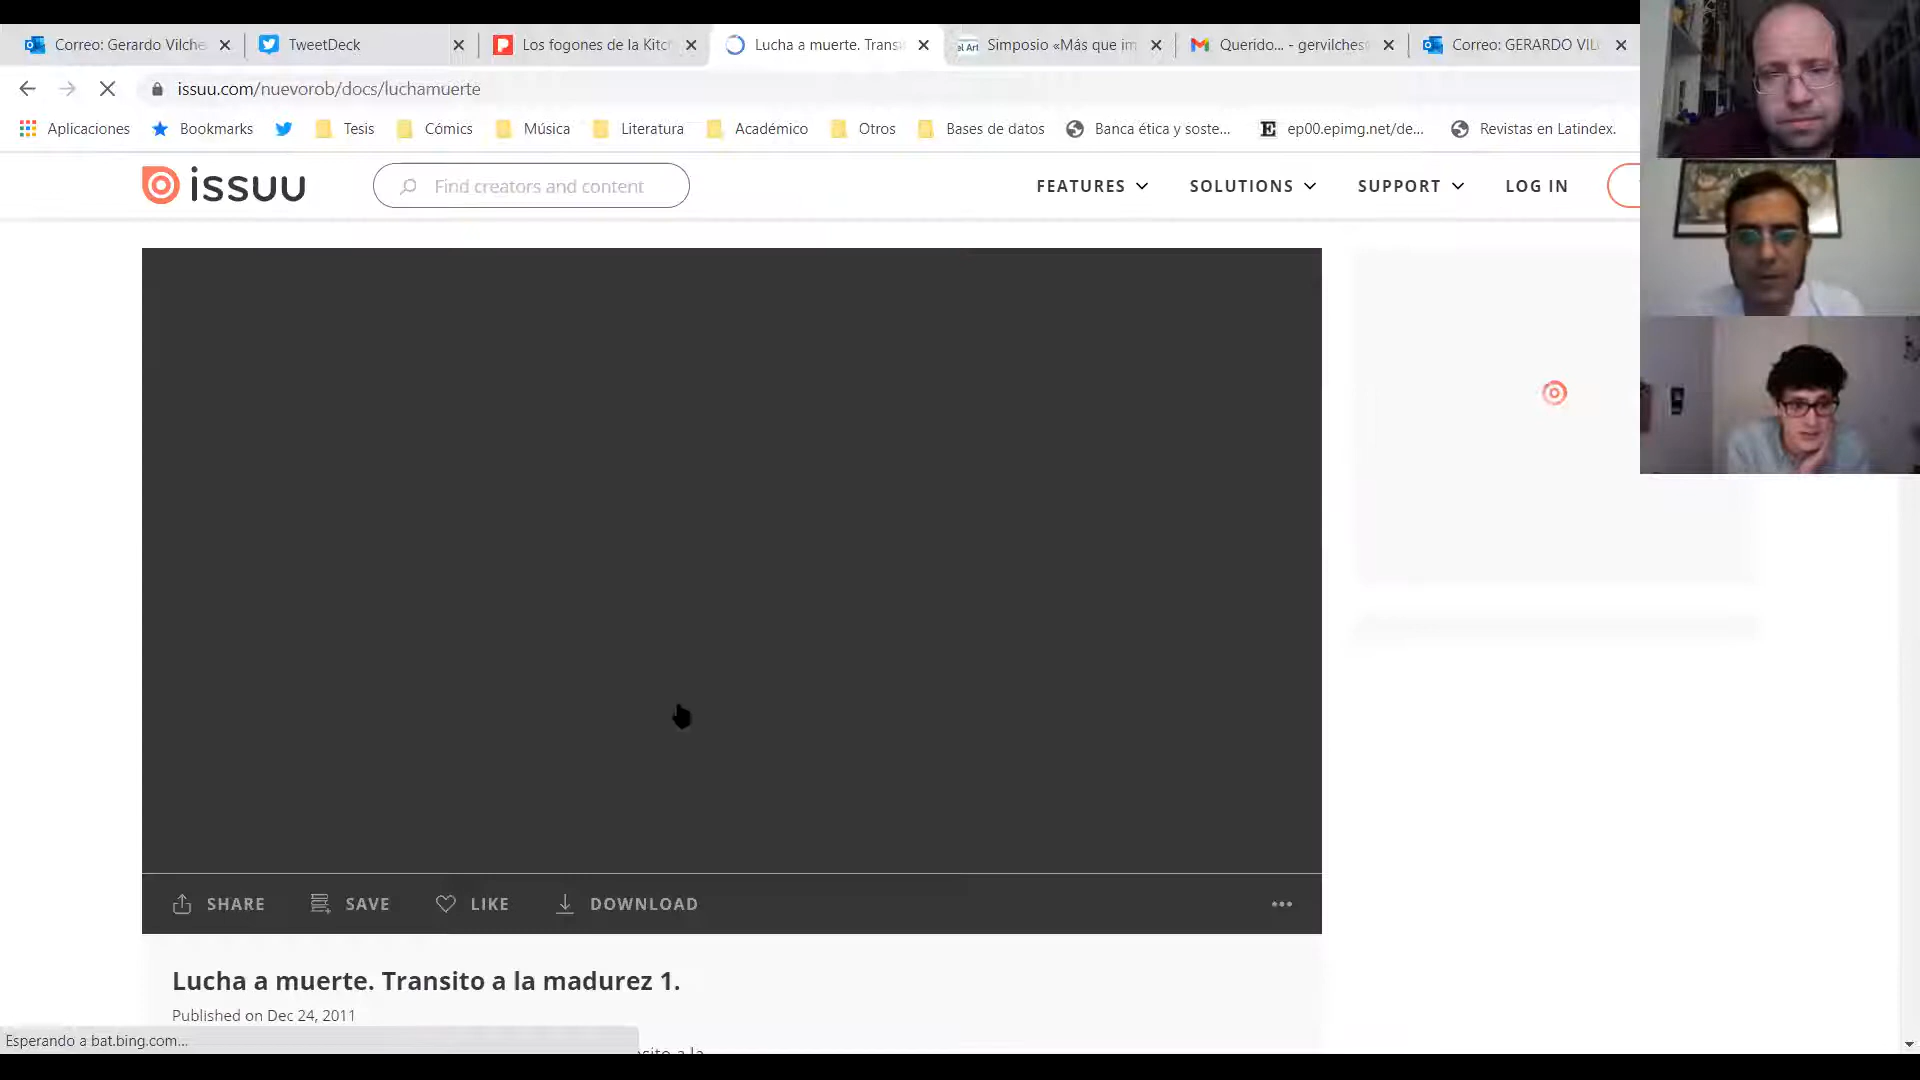 Correo: Gerardo Vilche
TweetDeck
Los fogones de la Kitc
Lucha a muerte. Transi
Simposio «Más que im
Querido... - gervilches
Correo: GERARDO VIL
issuu.com/nuevorob/docs/luchamuerte
Aplicaciones
Bookmarks
Tesis
Cómics
Música
Literatura
Académico
Otros
Bases de datos
Banca ética y soste...
ep00.epimg.net/de...
Revistas en Latindex.
issuu
Find creators and content
FEATURES
SOLUTIONS
SUPPORT
LOG IN
SHARE
SAVE
LIKE
DOWNLOAD
Lucha a muerte. Transito a la madurez 1.
Published on Dec 24, 2011
Esperando a bat.bing.com...